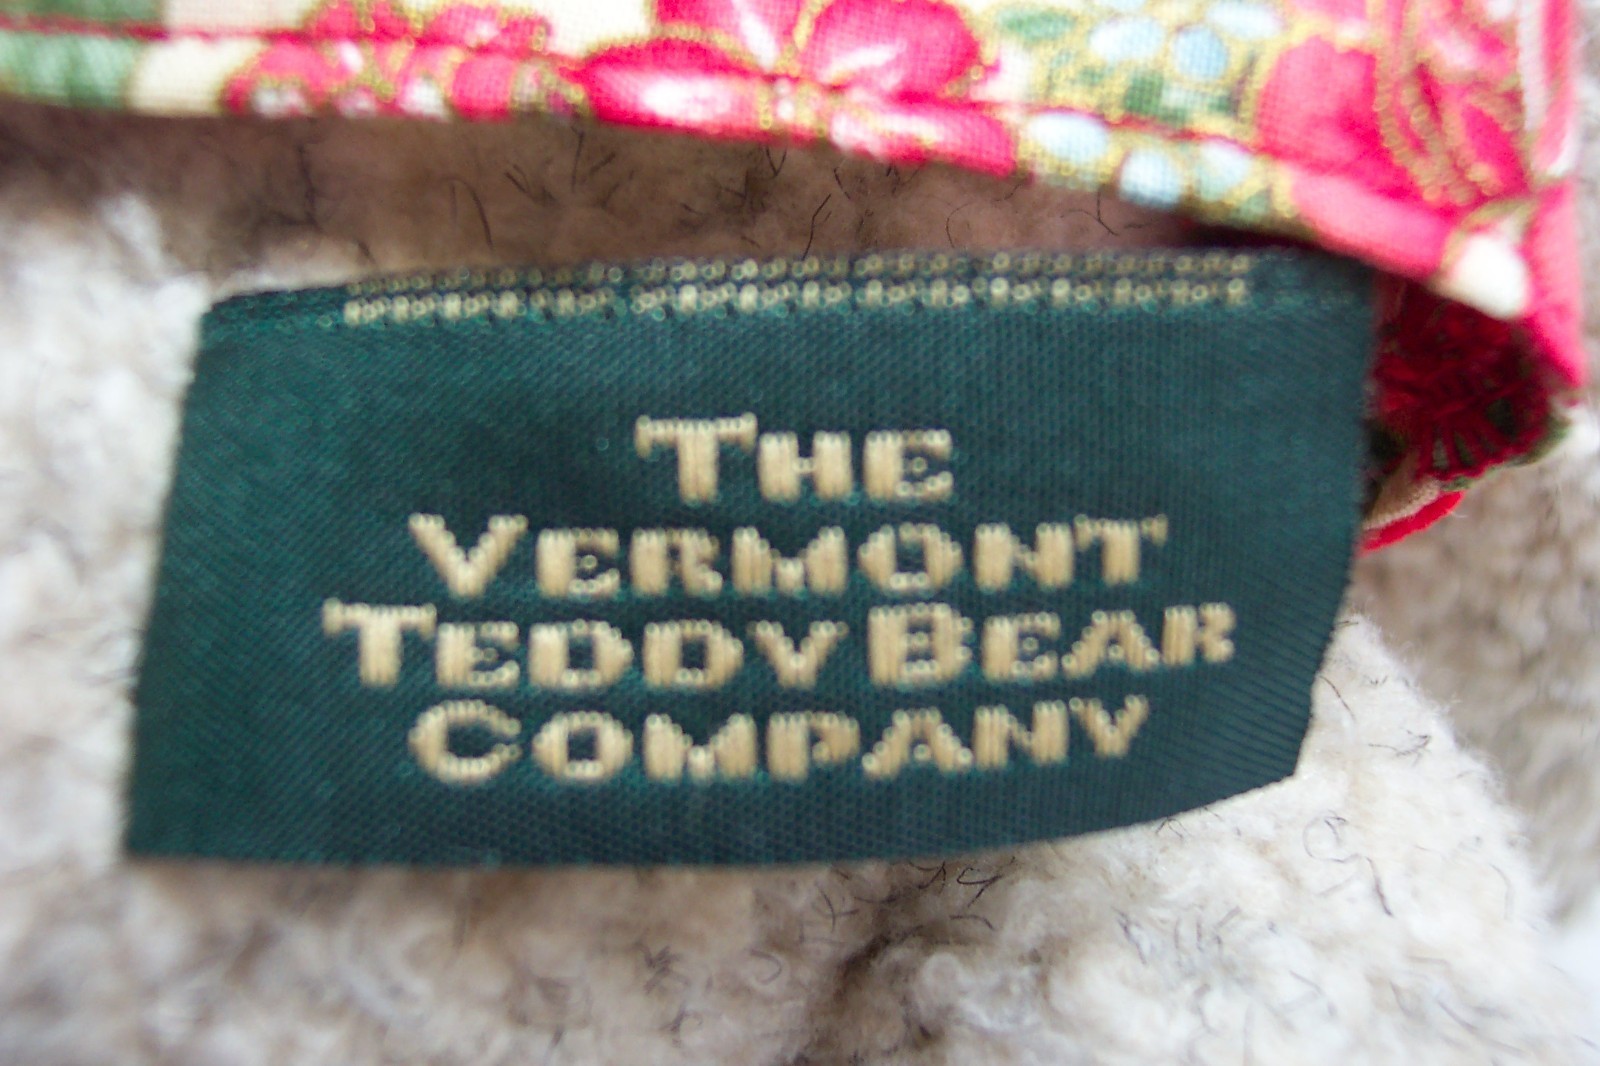 THE
VERMONT
TEDDY BEAR
COMPANY